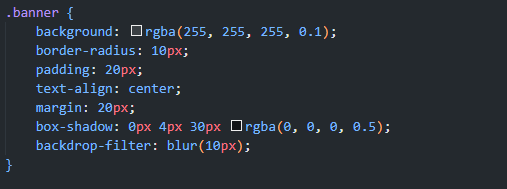 .banner {
    background: rgba(255, 255, 255, 0.1);
    border-radius: 10px;
    padding: 20px;
    text-align: center;
    margin: 20px;
    box-shadow: 0px 4px 30px rgba(0, 0, 0, 0.5);
    backdrop-filter: blur(10px);
}